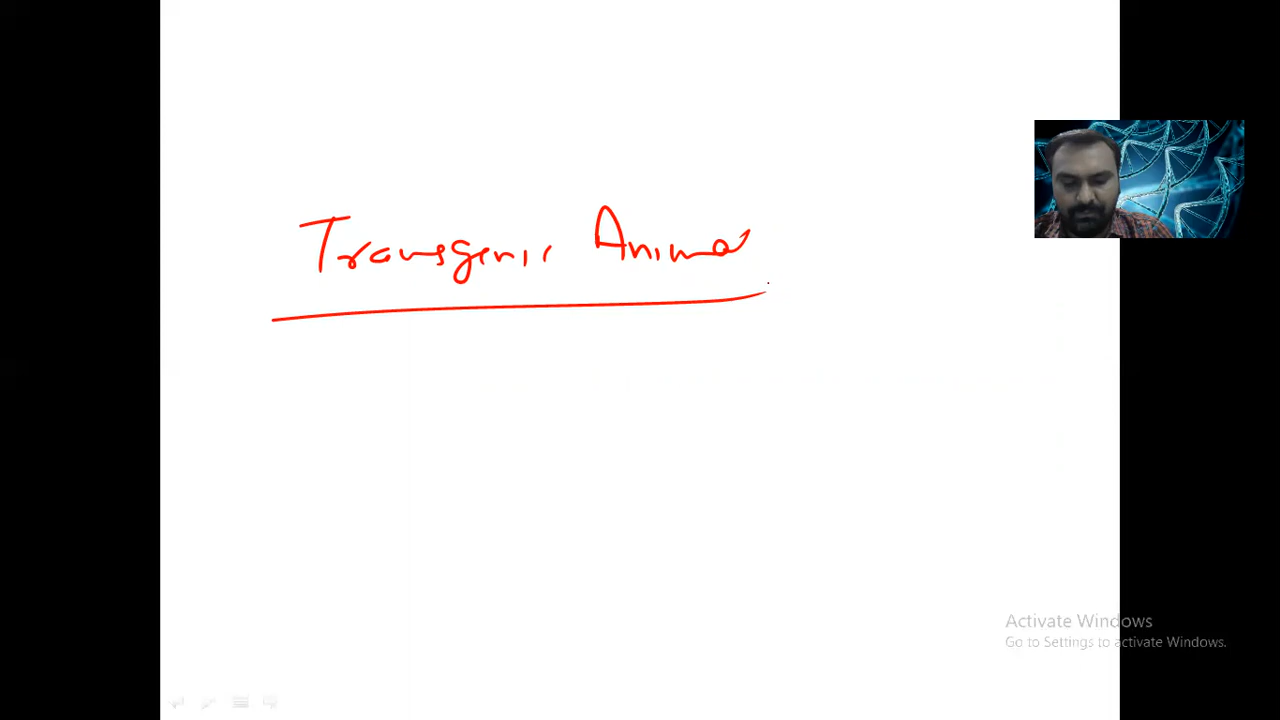 Transgenic Animal
Activate Windows
Go to Settings to activate Windows.